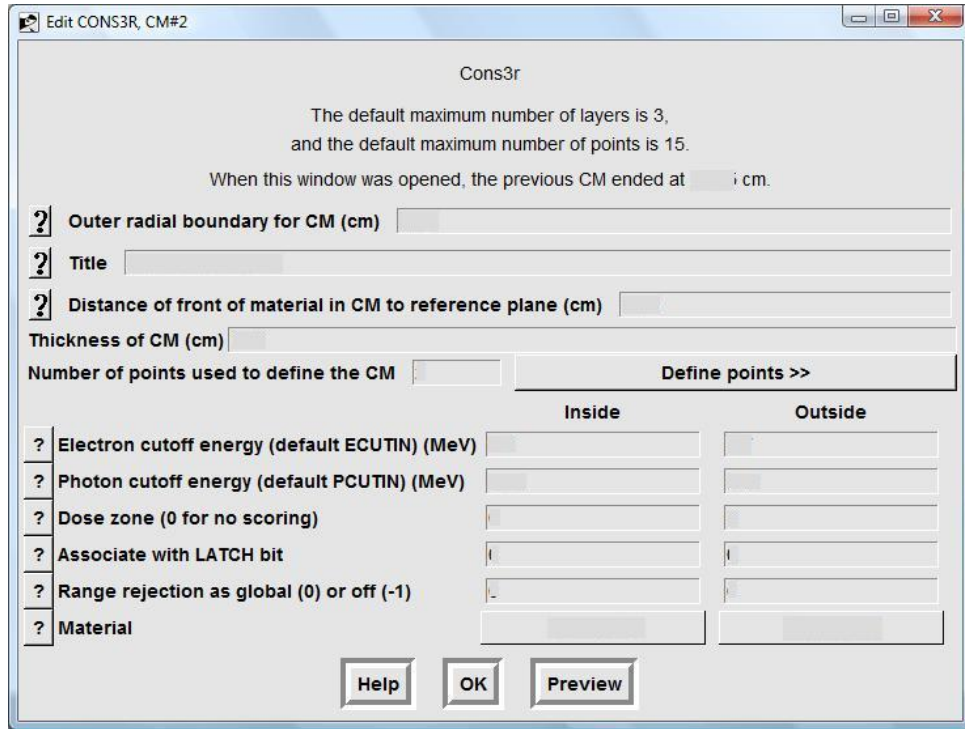 Edit CONS3R, CM#2
Cons3r
The default maximum number of layers is 3,
and the default maximum number of points is 15.
When this window was opened, the previous CM ended at cm.
? Outer radial boundary for CM (cm)
? Title
? Distance of front of material in CM to reference plane (cm)
Thickness of CM (cm)
Number of points used to define the CM Define points >>
Inside Outside
? Electron cutoff energy (default ECUTIN) (MeV)
? Photon cutoff energy (default PCUTIN) (MeV)
? Dose zone (0 for no scoring)
? Associate with LATCH bit
? Range rejection as global (0) or off (-1)
? Material
Help OK Preview